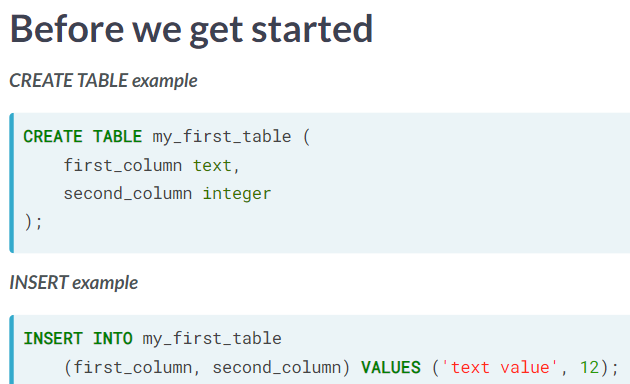 Before we get started
CREATE TABLE example
CREATE TABLE my_first_table (
    first_column text,
    second_column integer
);
INSERT example
INSERT INTO my_first_table
    (first_column, second_column) VALUES ('text value', 12);